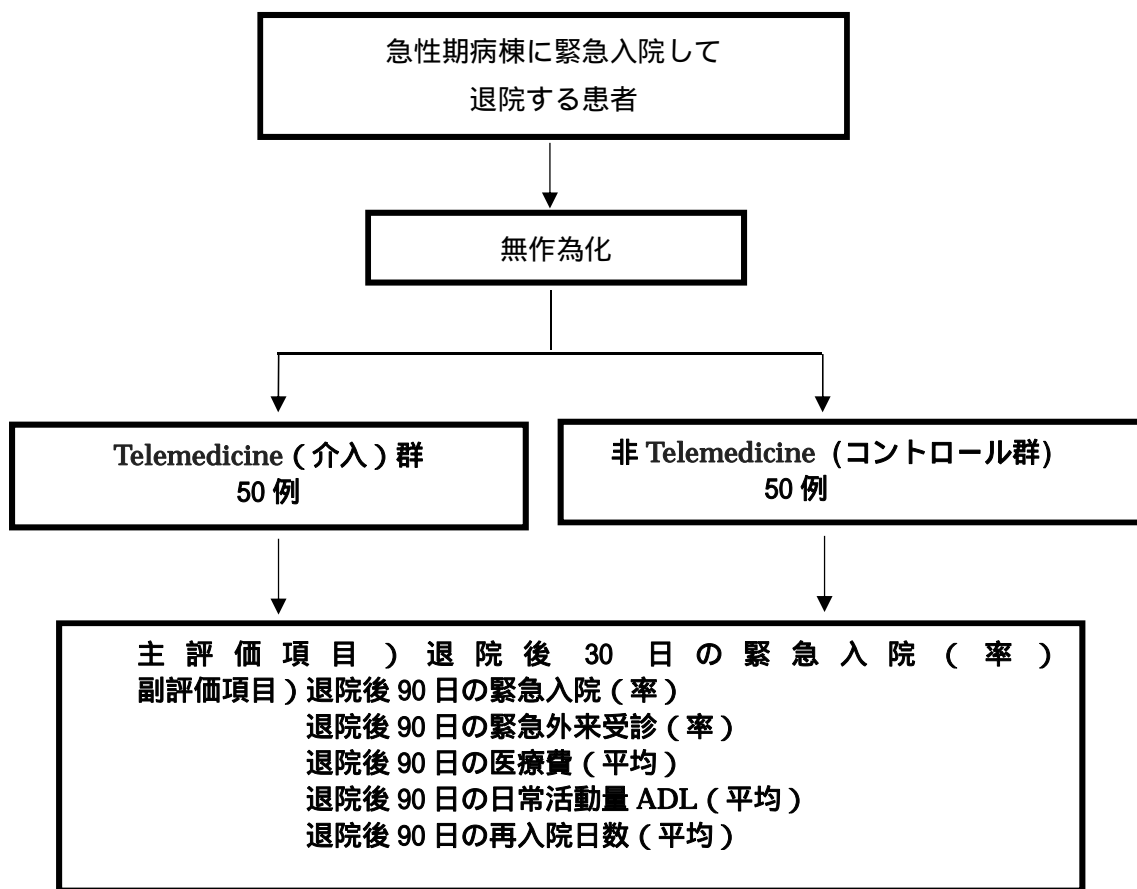 急性期病棟に緊急入院して
退院する患者
無作為化
Telemedicine（介入）群
50 例
非 Telemedicine（コントロール群）
50 例
主評価項目）退院後 30 日の緊急入院（率）
副評価項目）退院後 90 日の緊急入院（率）
退院後 90 日の緊急外来受診（率）
退院後 90 日の医療費（平均）
退院後 90 日の日常活動量 ADL（平均）
退院後 90 日の再入院日数（平均）